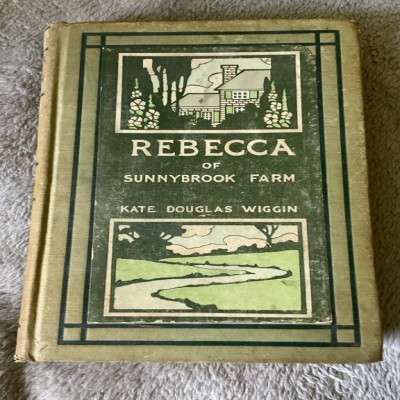 REBECCA
OF
SUNNYBROOK FARM
KATE DOUGLAS WIGGIN